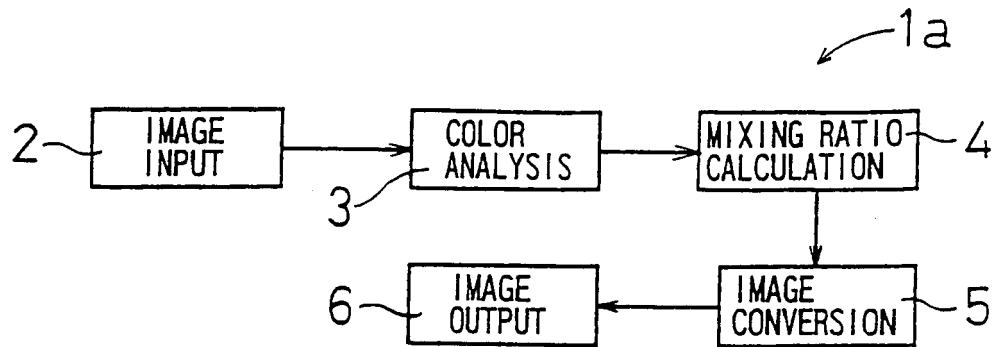 1a
2
IMAGE
INPUT
COLOR
ANALYSIS
3
MIXING RATIO
CALCULATION
4
IMAGE
CONVERSION
5
IMAGE
OUTPUT
6